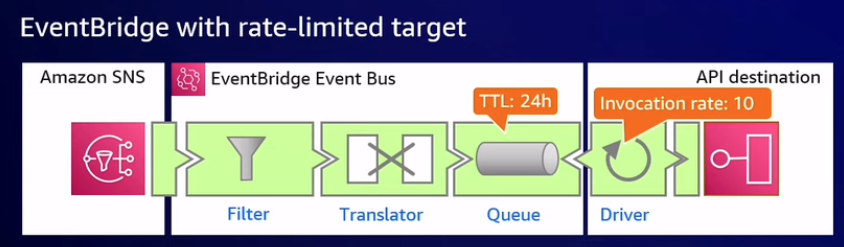 EventBridge with rate-limited target
Amazon SNS
EventBridge Event Bus
API destination
TTL: 24h
Invocation rate: 10
Filter
Translator
Queue
Driver